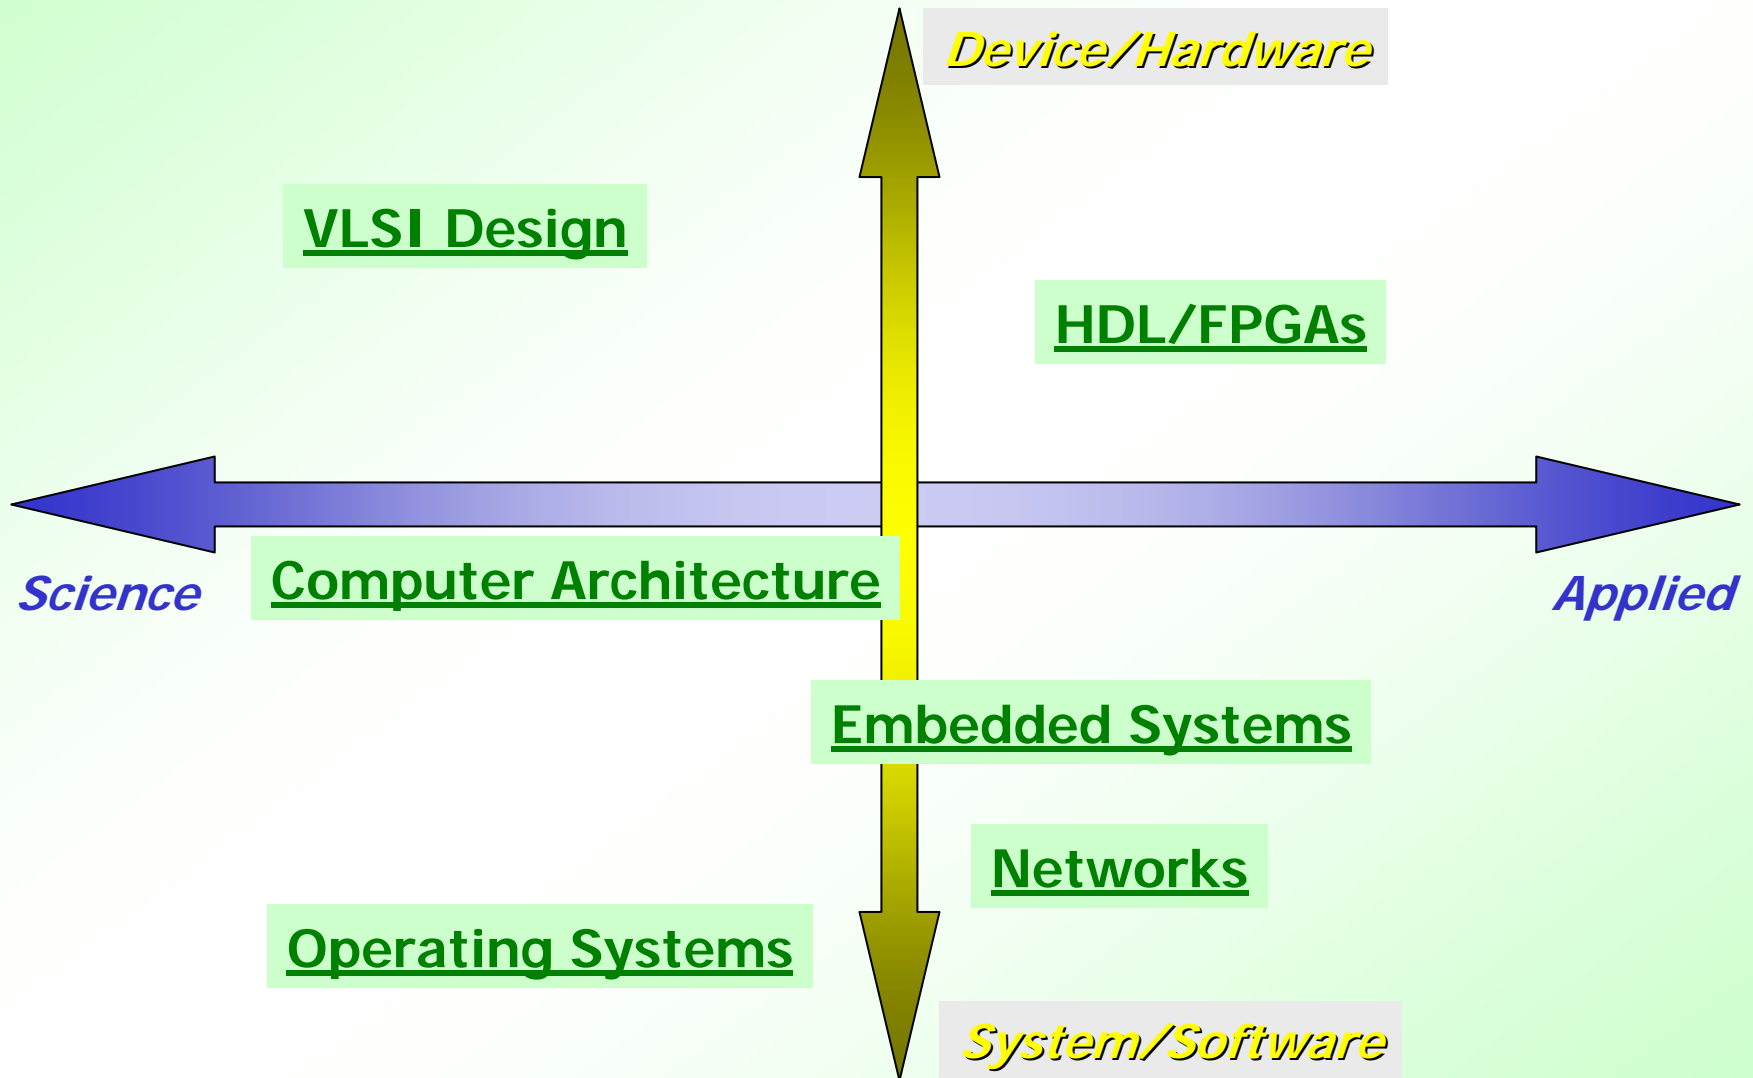 Device/Hardware
VLSI Design
HDL/FPGAs
Computer Architecture
Science
Applied
Embedded Systems
Networks
Operating Systems
System/Software